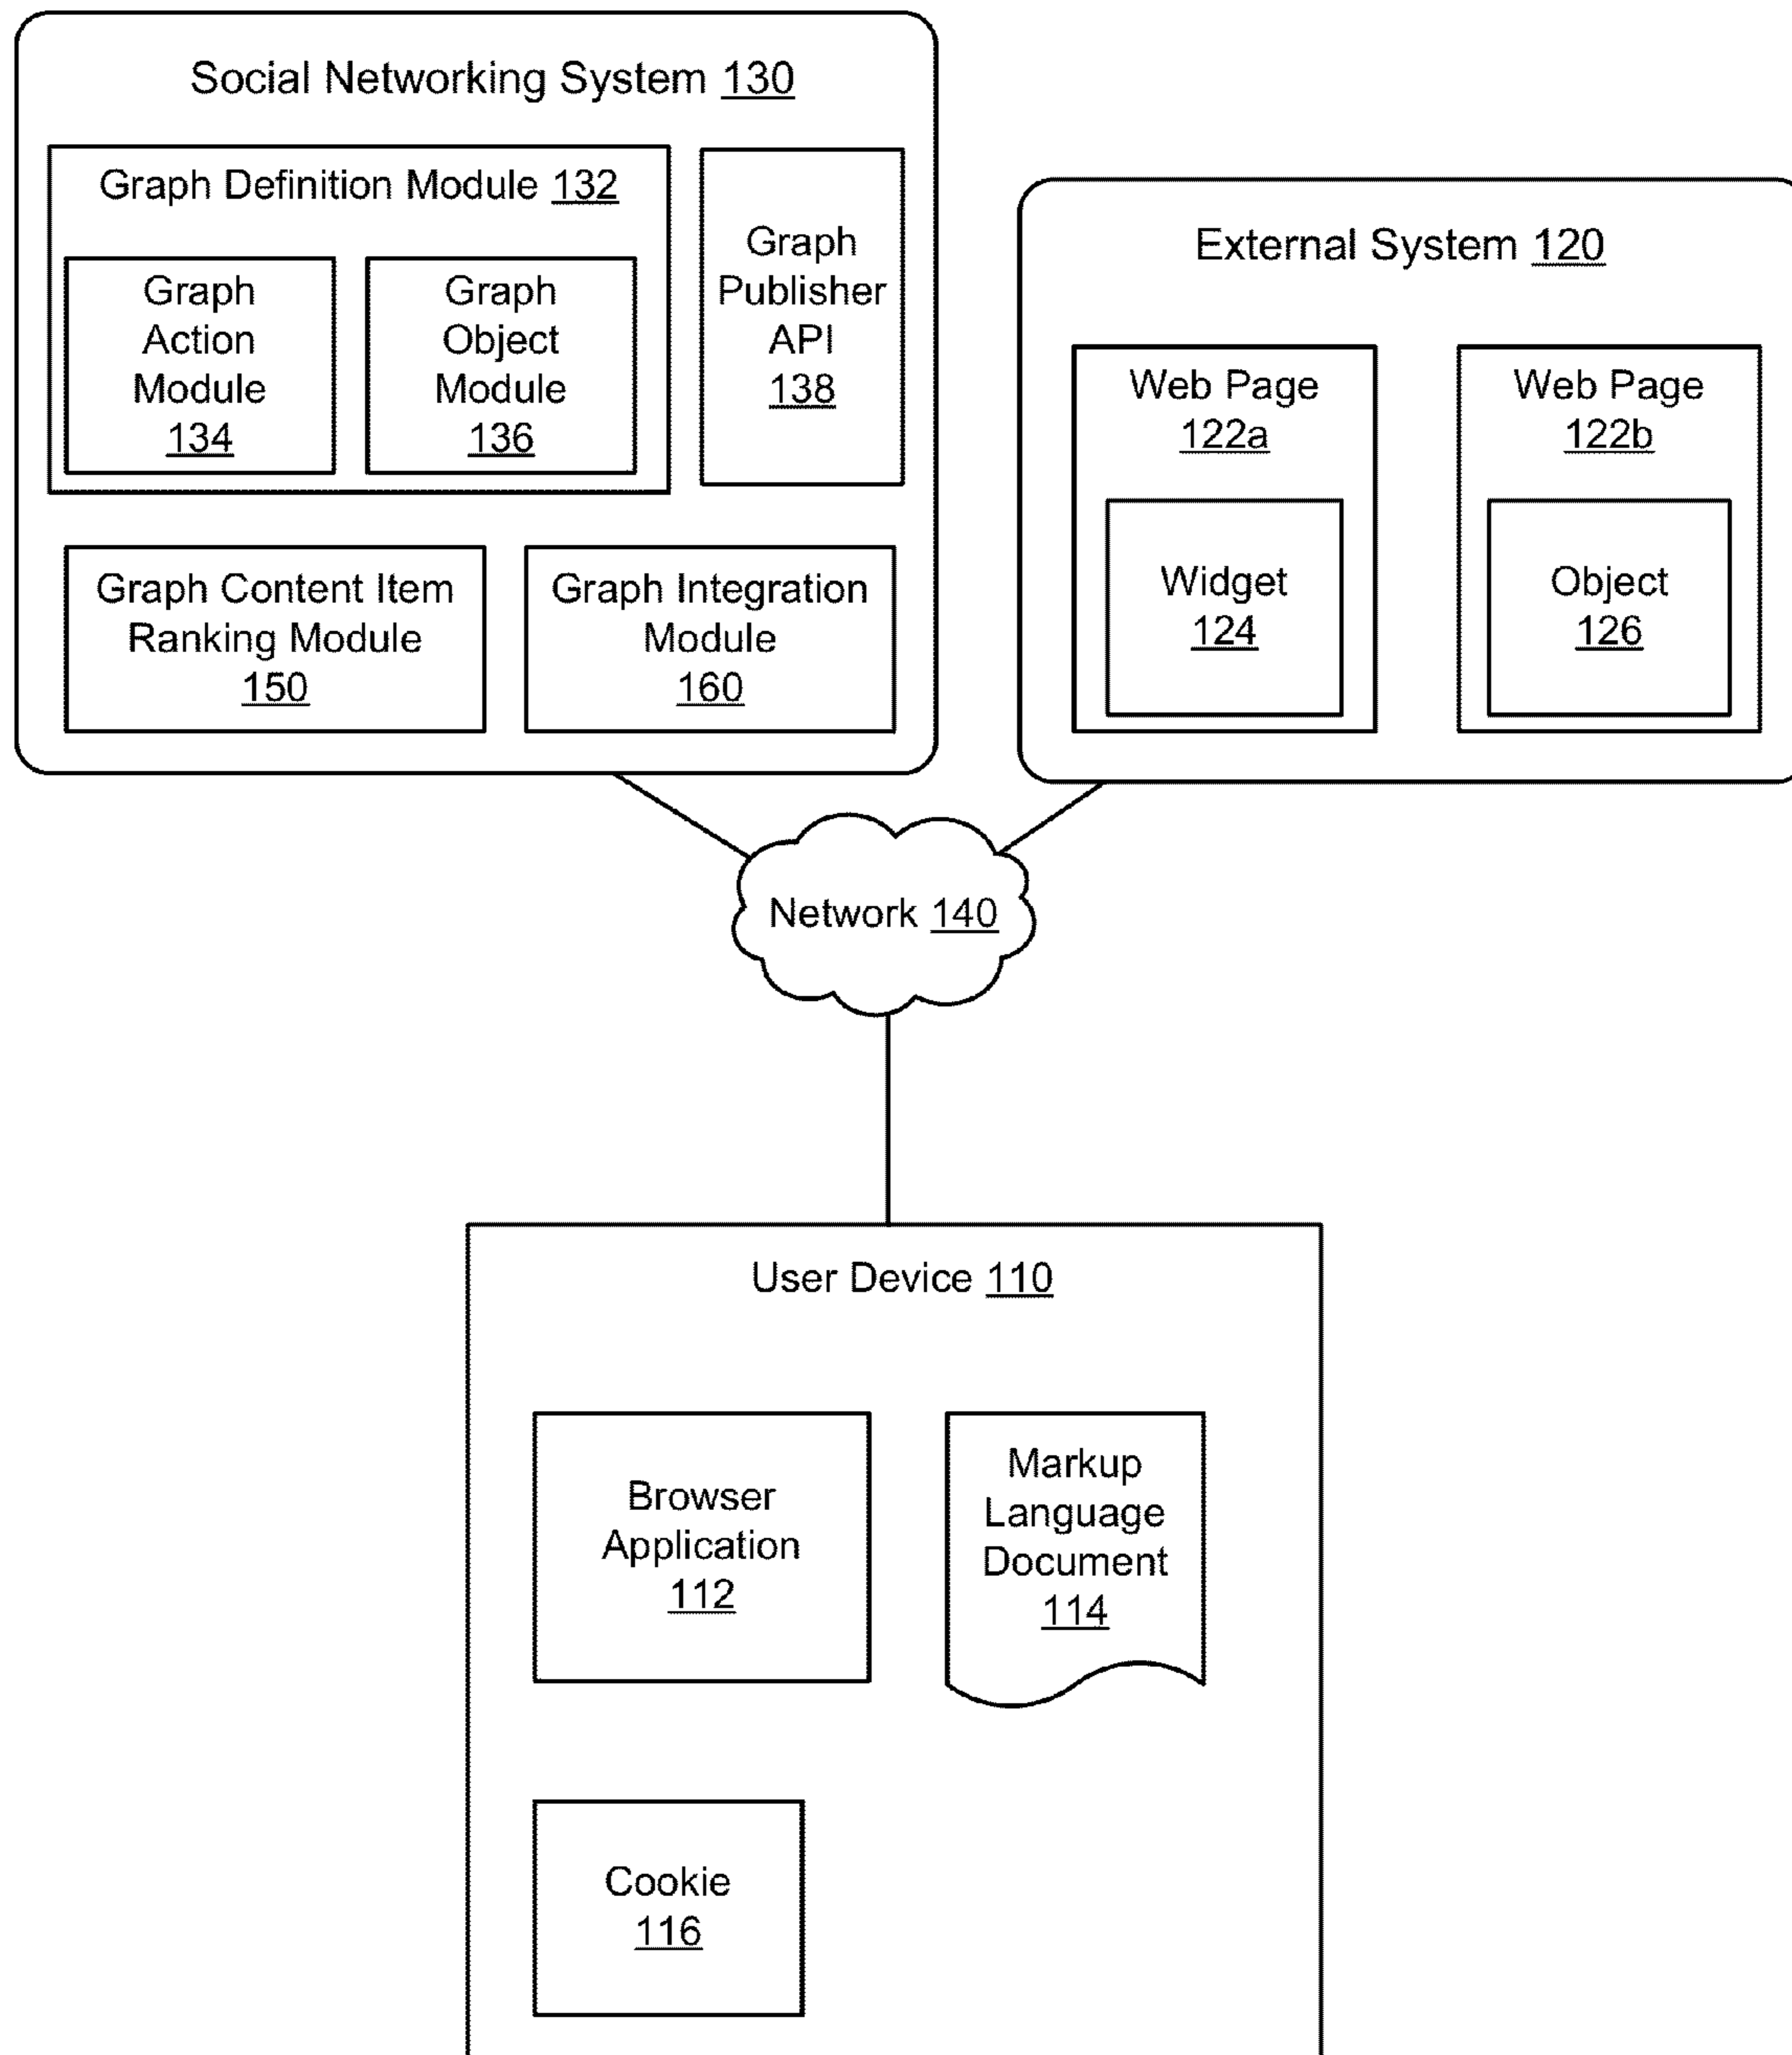 Social Networking System 130
Graph Definition Module 132
Graph
Action
Module
134
Graph
Object
Module
136
Graph
Publisher
API
138
Graph Content Item
Ranking Module
150
Graph Integration
Module
160
External System 120
Web Page
122a
Widget
124
Web Page
122b
Object
126
Network 140
User Device 110
Browser
Application
112
Markup
Language
Document
114
Cookie
116